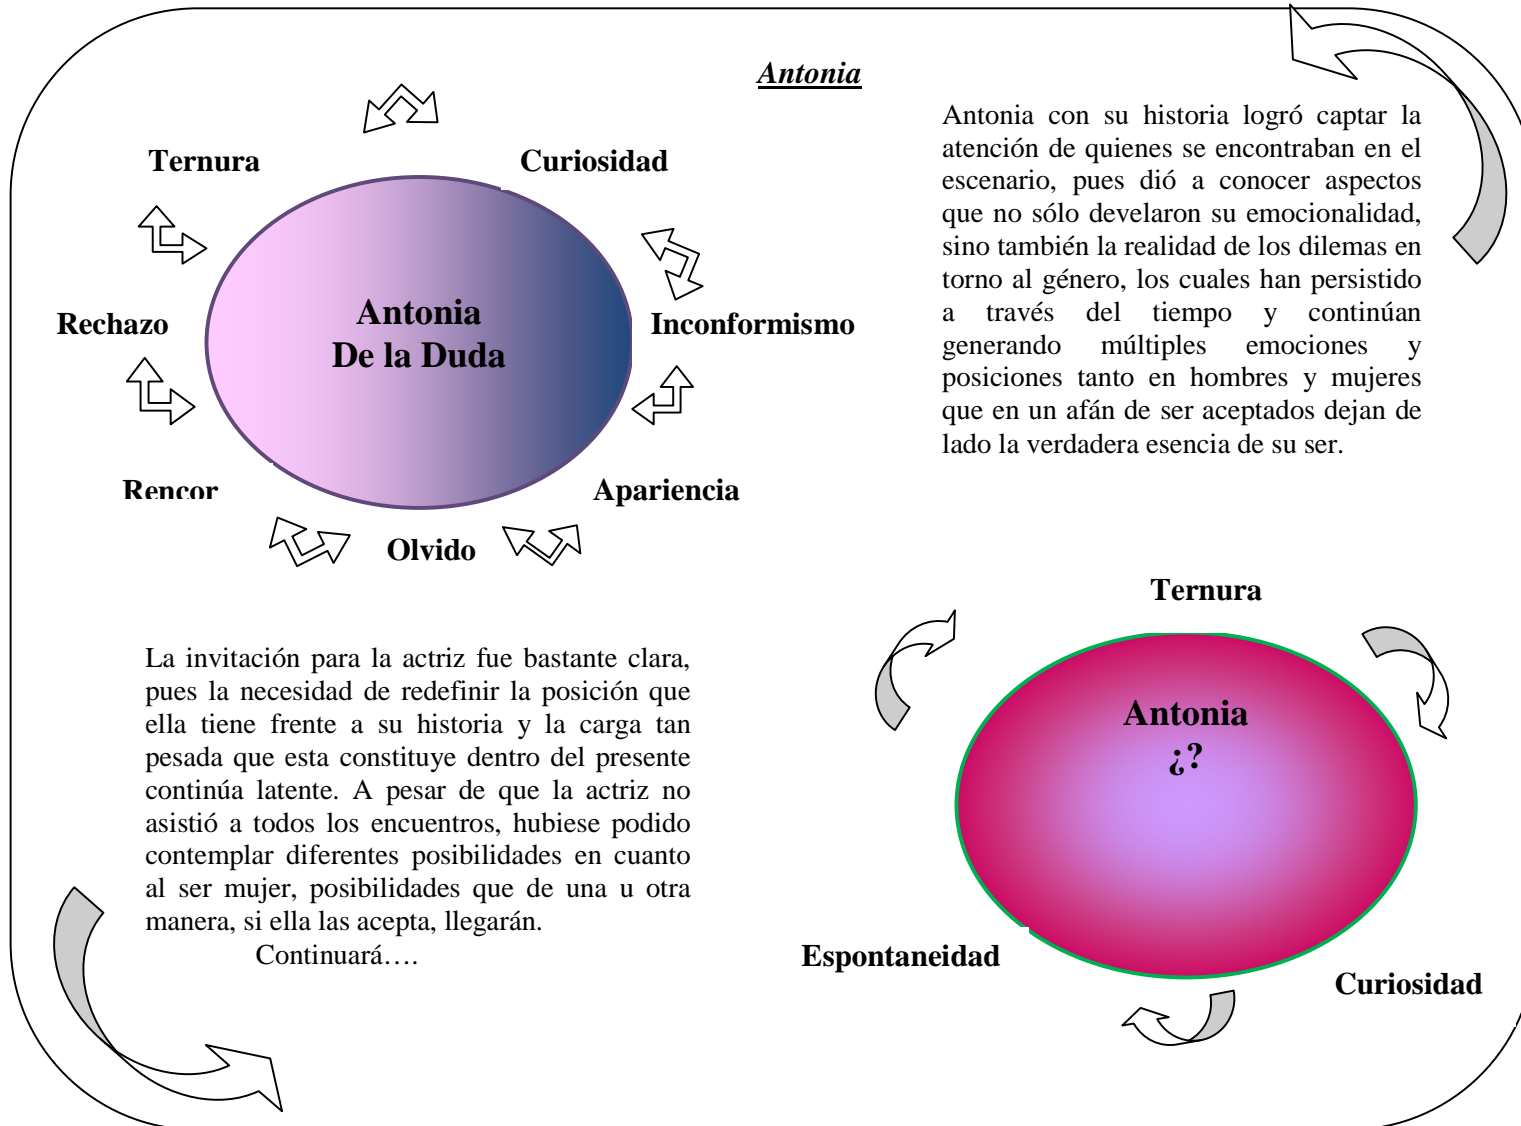 Antonia
Ternura
Curiosidad
Rechazo
Antonia
De la Duda
Inconformismo
Rencor
Apariencia
Olvido
Antonia con su historia logró captar la
atención de quienes se encontraban en el
escenario, pues dió a conocer aspectos
que no sólo develaron su emocionalidad,
sino también la realidad de los dilemas en
torno al género, los cuales han persistido
a través del tiempo y continúan
generando múltiples emociones y
posiciones tanto en hombres y mujeres
que en un afán de ser aceptados dejan de
lado la verdadera esencia de su ser.
La invitación para la actriz fue bastante clara,
pues la necesidad de redefinir la posición que
ella tiene frente a su historia y la carga tan
pesada que esta constituye dentro del presente
continúa latente. A pesar de que la actriz no
asistió a todos los encuentros, hubiese podido
contemplar diferentes posibilidades en cuanto
al ser mujer, posibilidades que de una u otra
manera, si ella las acepta, llegarán.
Continuará….
Ternura
Antonia
¿?
Espontaneidad
Curiosidad